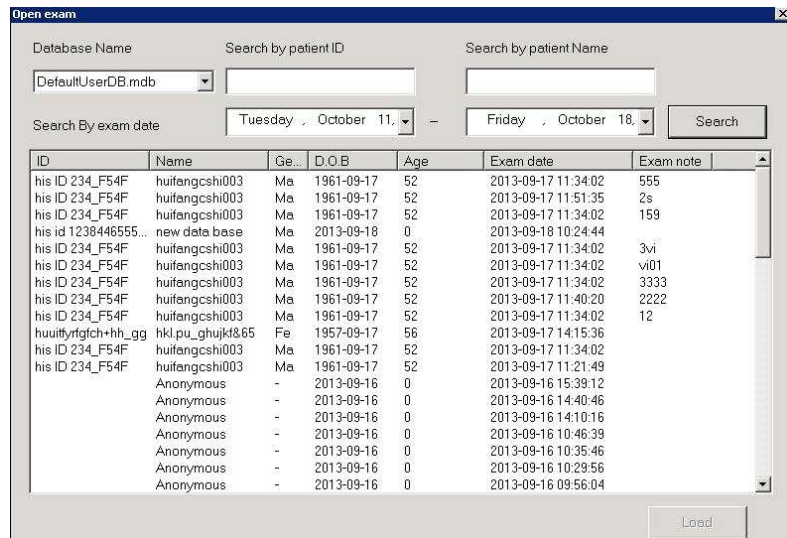 Open exam
Database Name Search by patient ID Search by patient Name
DefaultUserDB.mdb
Search By exam date Tuesday , October 11, – Friday , October 18, Search
ID Name Ge... D.O.B Age Exam date Exam note
his ID 234_F54F huifangcshi003 Ma 1961-09-17 52 2013-09-17 11:34:02 555
his ID 234_F54F huifangcshi003 Ma 1961-09-17 52 2013-09-17 11:51:35 2s
his ID 234_F54F huifangcshi003 Ma 1961-09-17 52 2013-09-17 11:34:02 159
his id 1238446555... new data base Ma 2013-09-18 0 2013-09-18 10:24:44
his ID 234_F54F huifangcshi003 Ma 1961-09-17 52 2013-09-17 11:34:02 3vi
his ID 234_F54F huifangcshi003 Ma 1961-09-17 52 2013-09-17 11:34:02 vi01
his ID 234_F54F huifangcshi003 Ma 1961-09-17 52 2013-09-17 11:34:02 3333
his ID 234_F54F huifangcshi003 Ma 1961-09-17 52 2013-09-17 11:40:20 2222
his ID 234_F54F huifangcshi003 Ma 1961-09-17 52 2013-09-17 11:34:02 12
huuitfyrfgfch+hh_gg hkl.pu_ghujkf&65 Fe 1957-09-17 56 2013-09-17 14:15:36
his ID 234_F54F huifangcshi003 Ma 1961-09-17 52 2013-09-17 11:34:02
his ID 234_F54F huifangcshi003 Ma 1961-09-17 52 2013-09-17 11:21:49
Anonymous - 2013-09-16 0 2013-09-16 15:39:12
Anonymous - 2013-09-16 0 2013-09-16 14:40:46
Anonymous - 2013-09-16 0 2013-09-16 14:10:16
Anonymous - 2013-09-16 0 2013-09-16 10:46:39
Anonymous - 2013-09-16 0 2013-09-16 10:35:46
Anonymous - 2013-09-16 0 2013-09-16 10:29:56
Anonymous - 2013-09-16 0 2013-09-16 09:56:04
Load